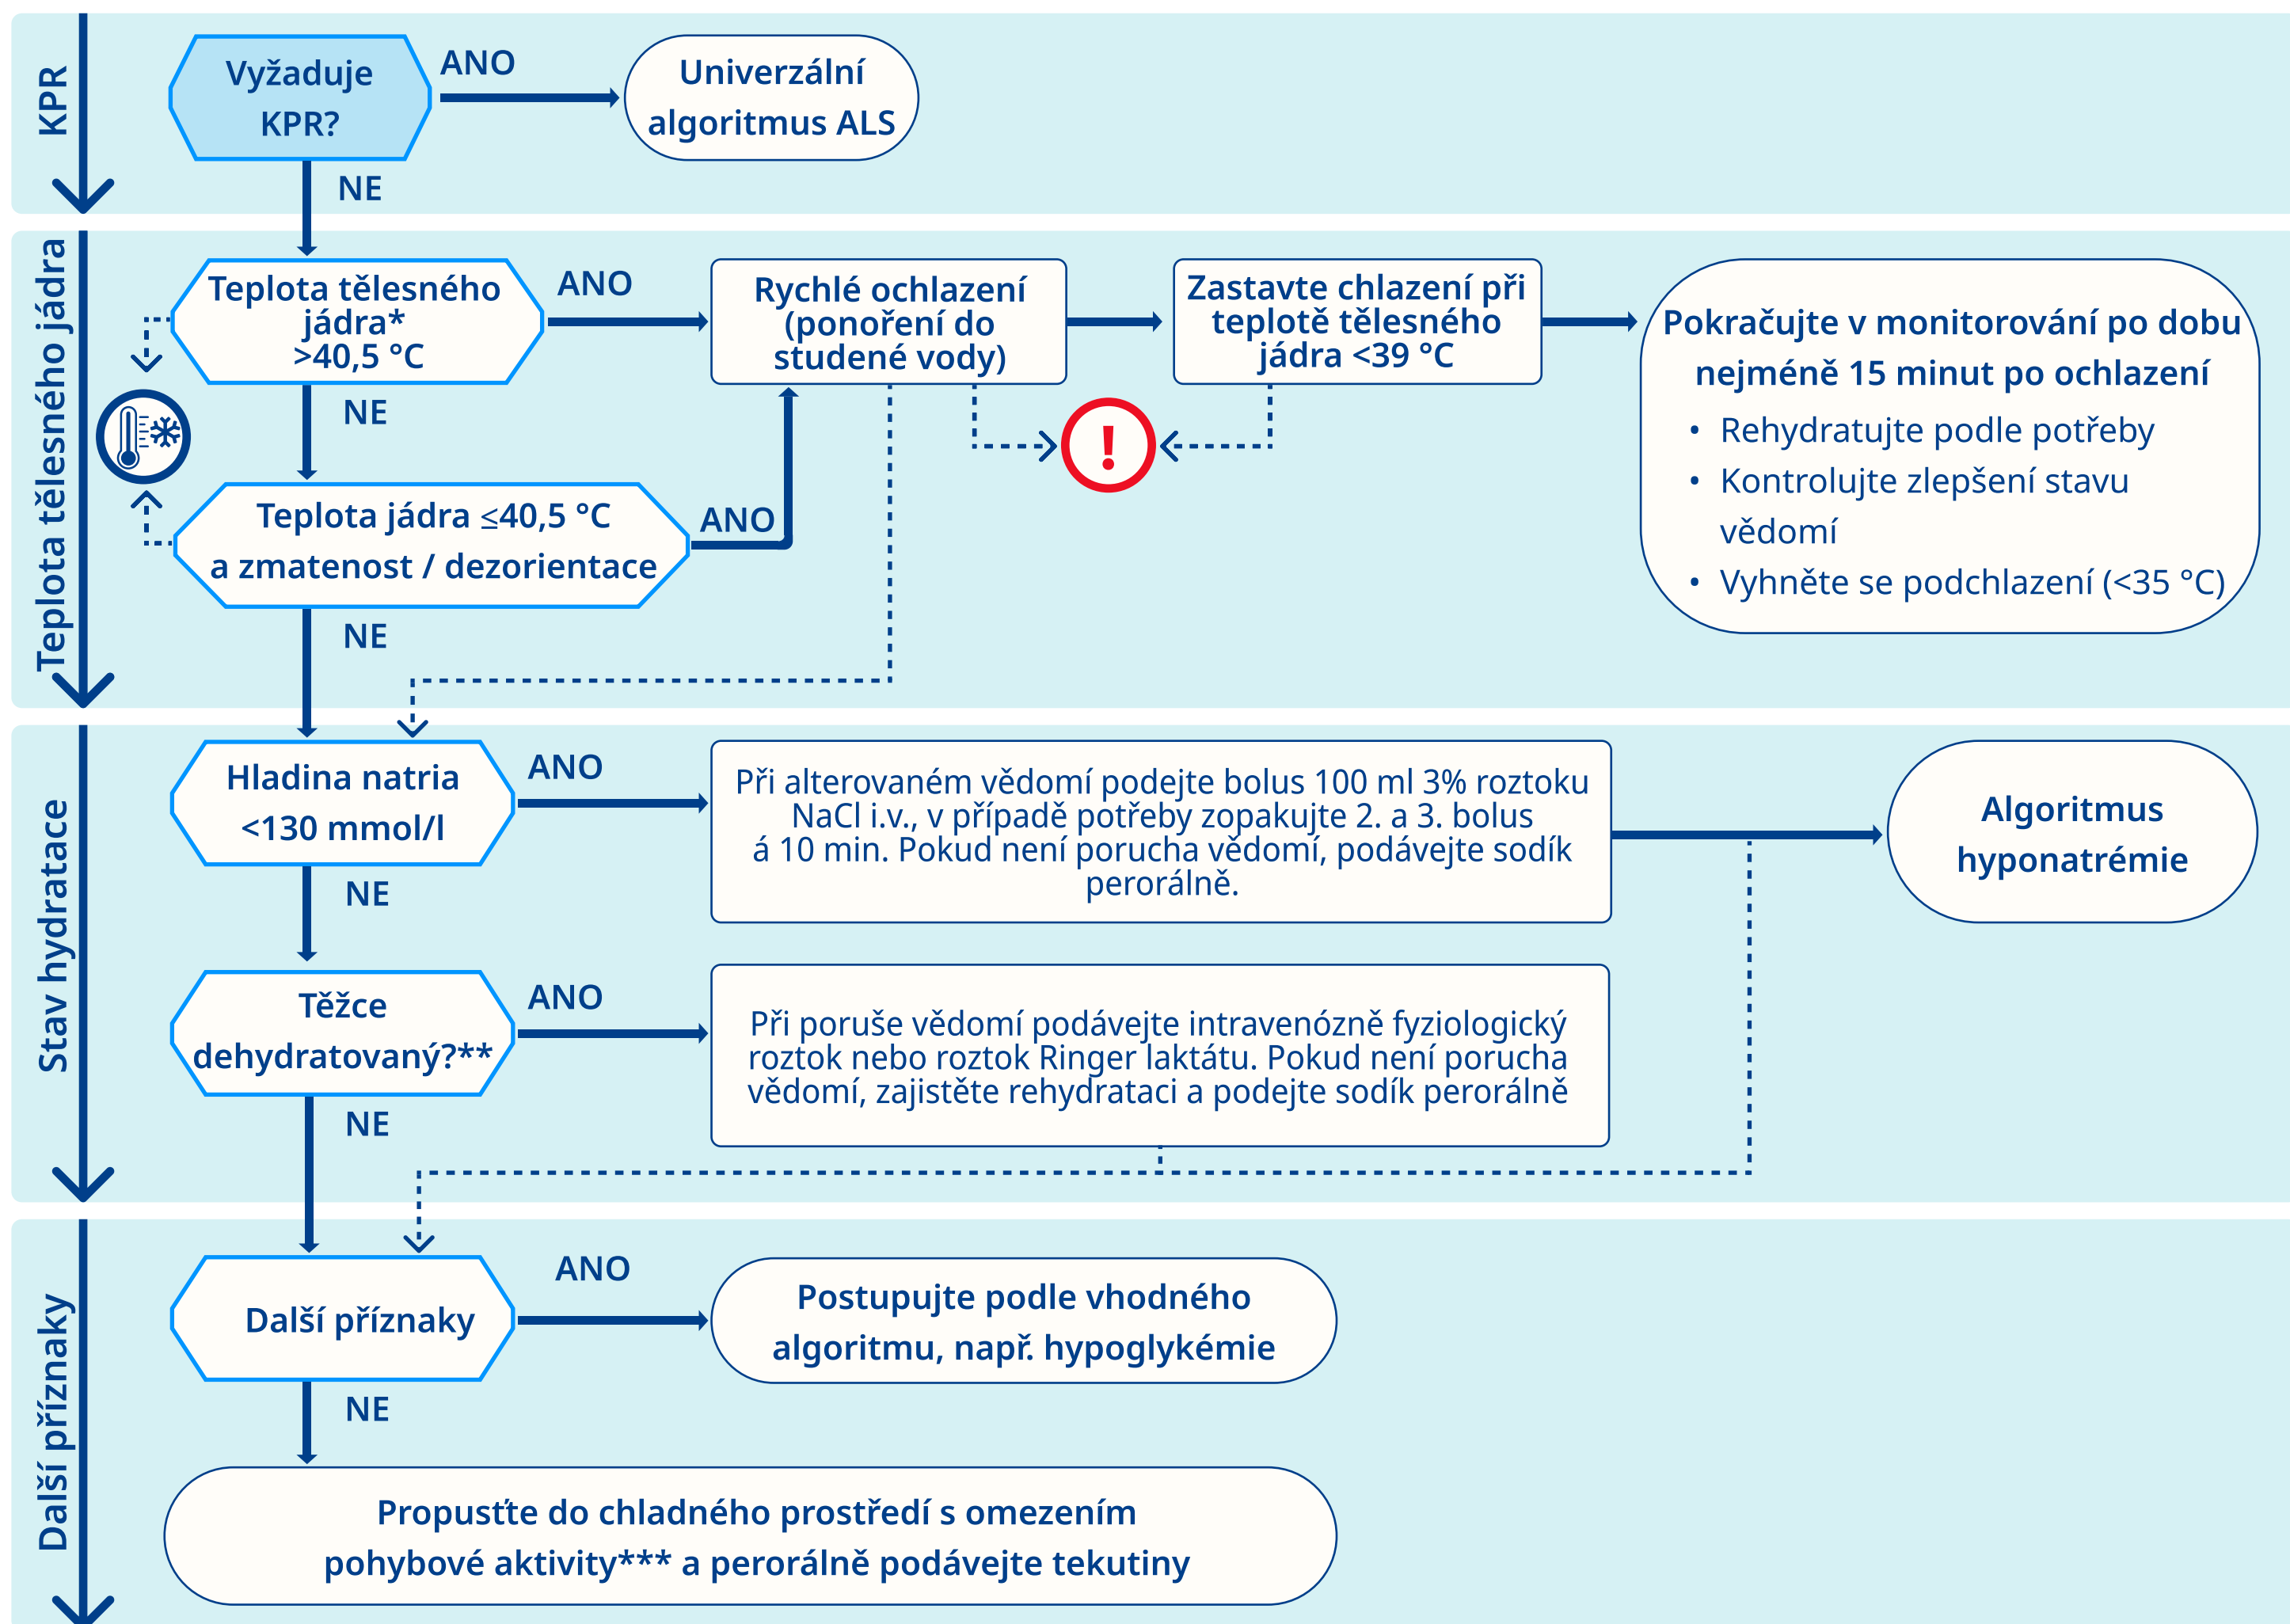 KPR
Vyžaduje
KPR?
ANO
Univerzální
algoritmus ALS
NE
Teplota tělesného jádra
Teplota tělesného
jádra*
>40,5 °C
ANO
Rychlé ochlazení
(ponoření do
studené vody)
Zastavte chlazení při
teplotě tělesného
jádra <39 °C
Pokračujte v monitorování po dobu
nejméně 15 minut po ochlazení
• Rehydratujte podle potřeby
• Kontrolujte zlepšení stavu
vědomí
• Vyhněte se podchlazení (<35 °C)
NE
!
Teplota jádra ≤40,5 °C
a zmatenost / dezorientace
ANO
NE
Stav hydratace
Hladina natria
<130 mmol/l
ANO
Při alterovaném vědomí podejte bolus 100 ml 3% roztoku
NaCl i.v., v případě potřeby zopakujte 2. a 3. bolus
á 10 min. Pokud není porucha vědomí, podávejte sodík
perorálně.
Algoritmus
hyponatrémie
NE
Těžce
dehydratovaný?**
ANO
Při poruše vědomí podávejte intravenózně fyziologický
roztok nebo roztok Ringer laktátu. Pokud není porucha
vědomí, zajistěte rehydrataci a podejte sodík perorálně
NE
Další příznaky
Další příznaky
ANO
Postupujte podle vhodného
algoritmu, např. hypoglykémie
NE
Propusťte do chladného prostředí s omezením
pohybové aktivity*** a perorálně podávejte tekutiny